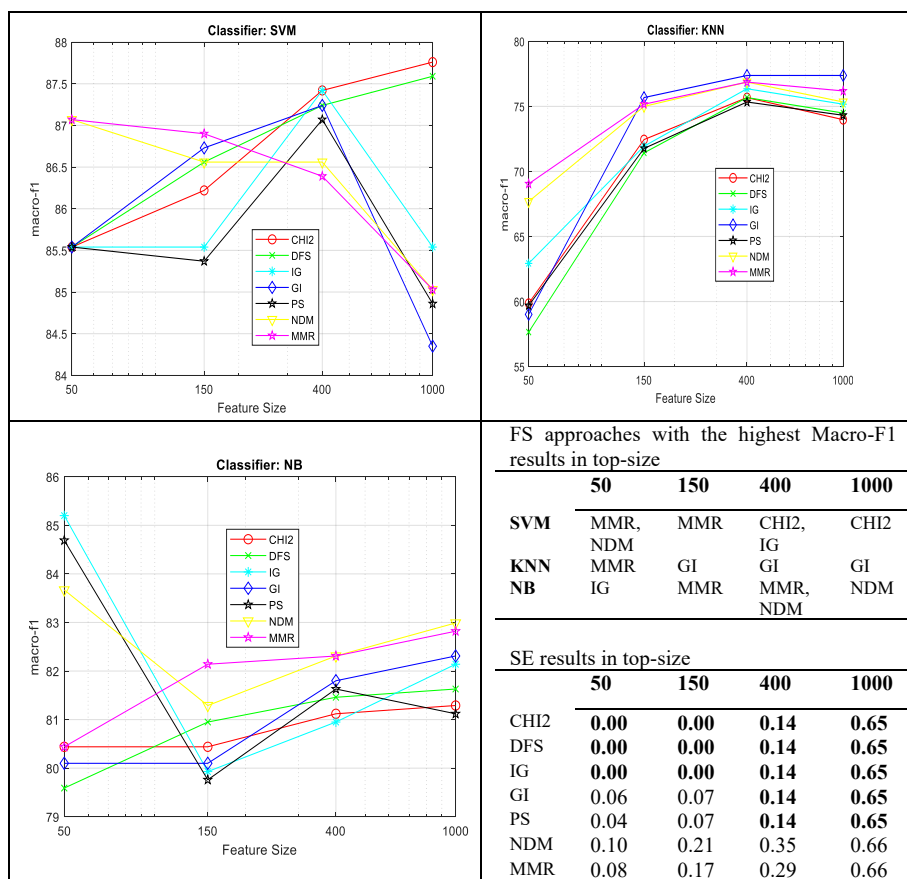 Classifier: SVM
88
87.5
87
86.5
86
85.5
85
84.5
84
macro-f1
50 150 400 1000
Feature Size
CHI2
DFS
IG
GI
PS
NDM
MMR
Classifier: KNN
80
75
70
65
60
55
macro-f1
50 150 400 1000
Feature Size
CHI2
DFS
IG
GI
PS
NDM
MMR
Classifier: NB
86
85
84
83
82
81
80
79
macro-f1
50 150 400 1000
Feature Size
CHI2
DFS
IG
GI
PS
NDM
MMR
FS approaches with the highest Macro-F1
results in top-size
50 150 400 1000
SVM MMR, MMR CHI2, CHI2
NDM IG
KNN MMR GI GI GI
NB IG MMR MMR, NDM
NDM
SE results in top-size
50 150 400 1000
CHI2 0.00 0.00 0.14 0.65
DFS 0.00 0.00 0.14 0.65
IG 0.00 0.00 0.14 0.65
GI 0.06 0.07 0.14 0.65
PS 0.04 0.07 0.14 0.65
NDM 0.10 0.21 0.35 0.66
MMR 0.08 0.17 0.29 0.66